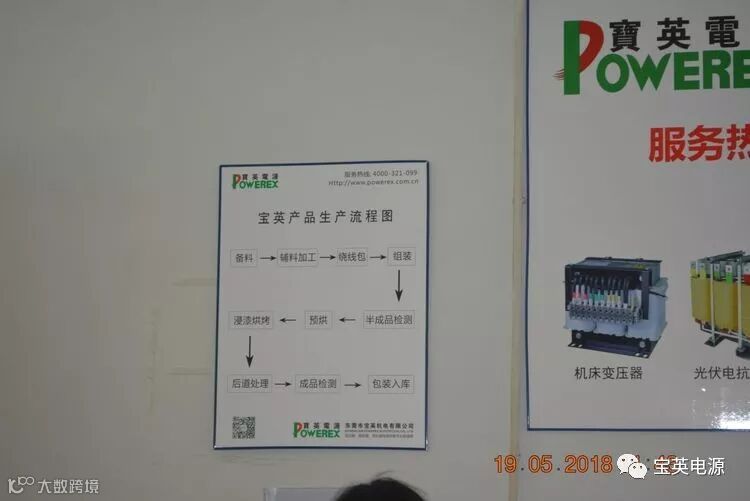 寶英電
POWEREX
服务热
寶英電源
POWEREX
服务热线: 4000-321-099
Http://www.powerex.com.cn
宝英产品生产流程图
备料 辅料加工 绕线包 组装
浸漆烘烤 预烘 半成品检测
后道处理 成品检测 包装入库
寶英電源
POWEREX
东莞市宝英机电有限公司
机床变压器
光伏电抗
19.05.2018
宝英电源
大数跨境